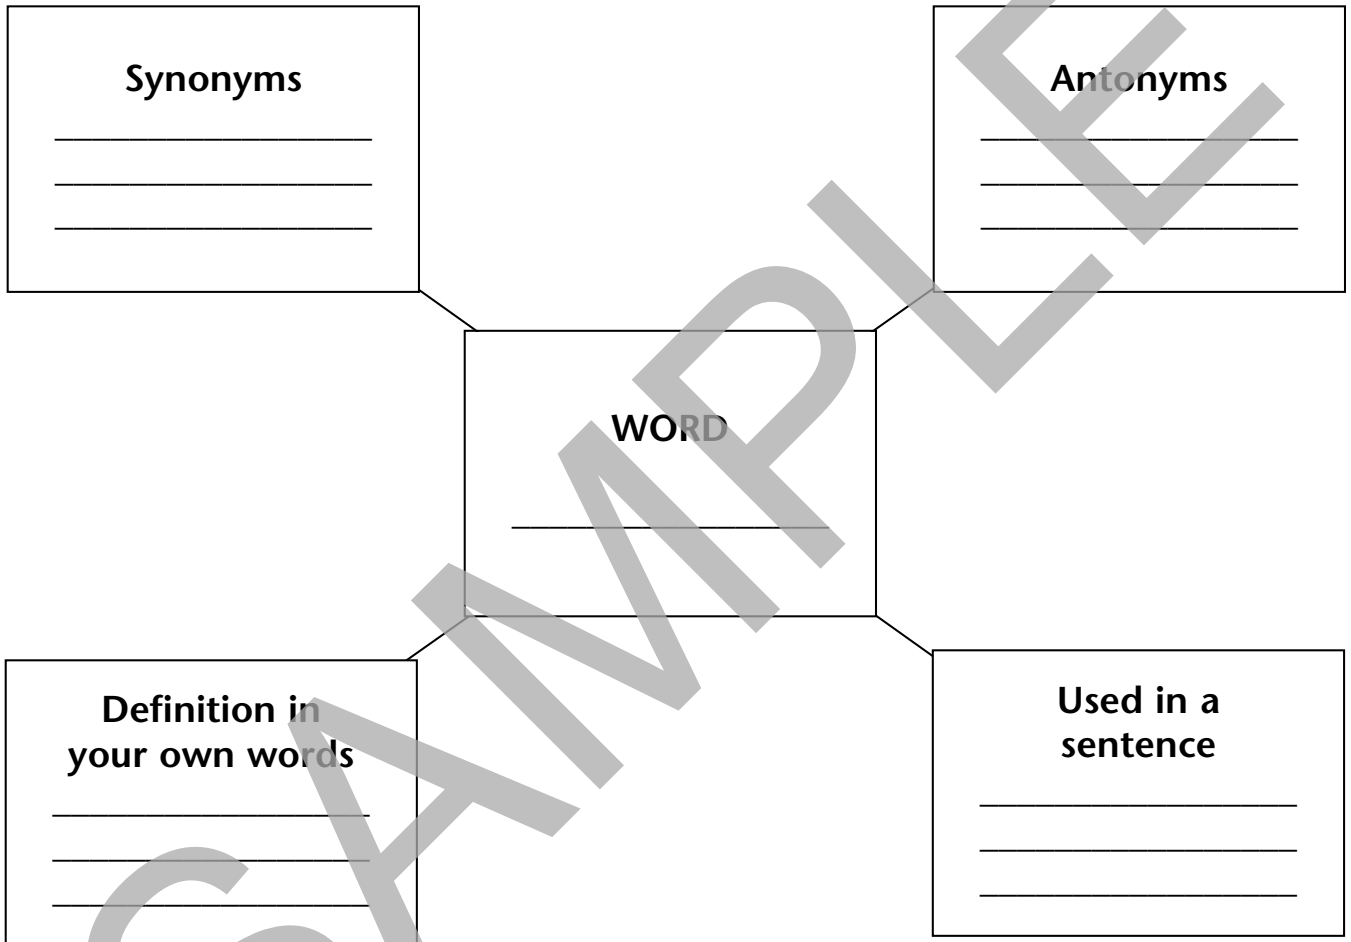 Synonyms
Antonyms
WORD
Definition in
your own words
Used in a
sentence
SAMPLE